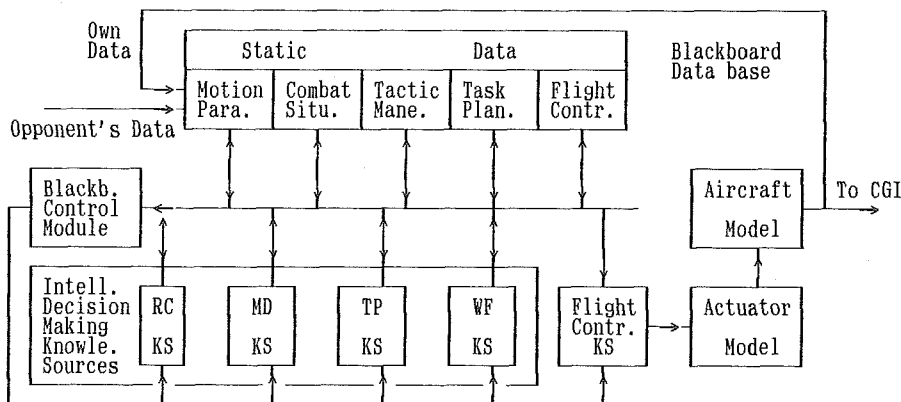 Own
Data
Static Data
Blackboard
Data base
Motion
Para.
Combat
Situ.
Tactic
Mane.
Task
Plan.
Flight
Contr.
Opponent's Data
Blackb.
Control
Module
Aircraft
Model
To CGI
Intell.
Decision
Making
Knowle.
Sources
RC
KS
MD
KS
TP
KS
WF
KS
Flight
Contr.
KS
Actuator
Model